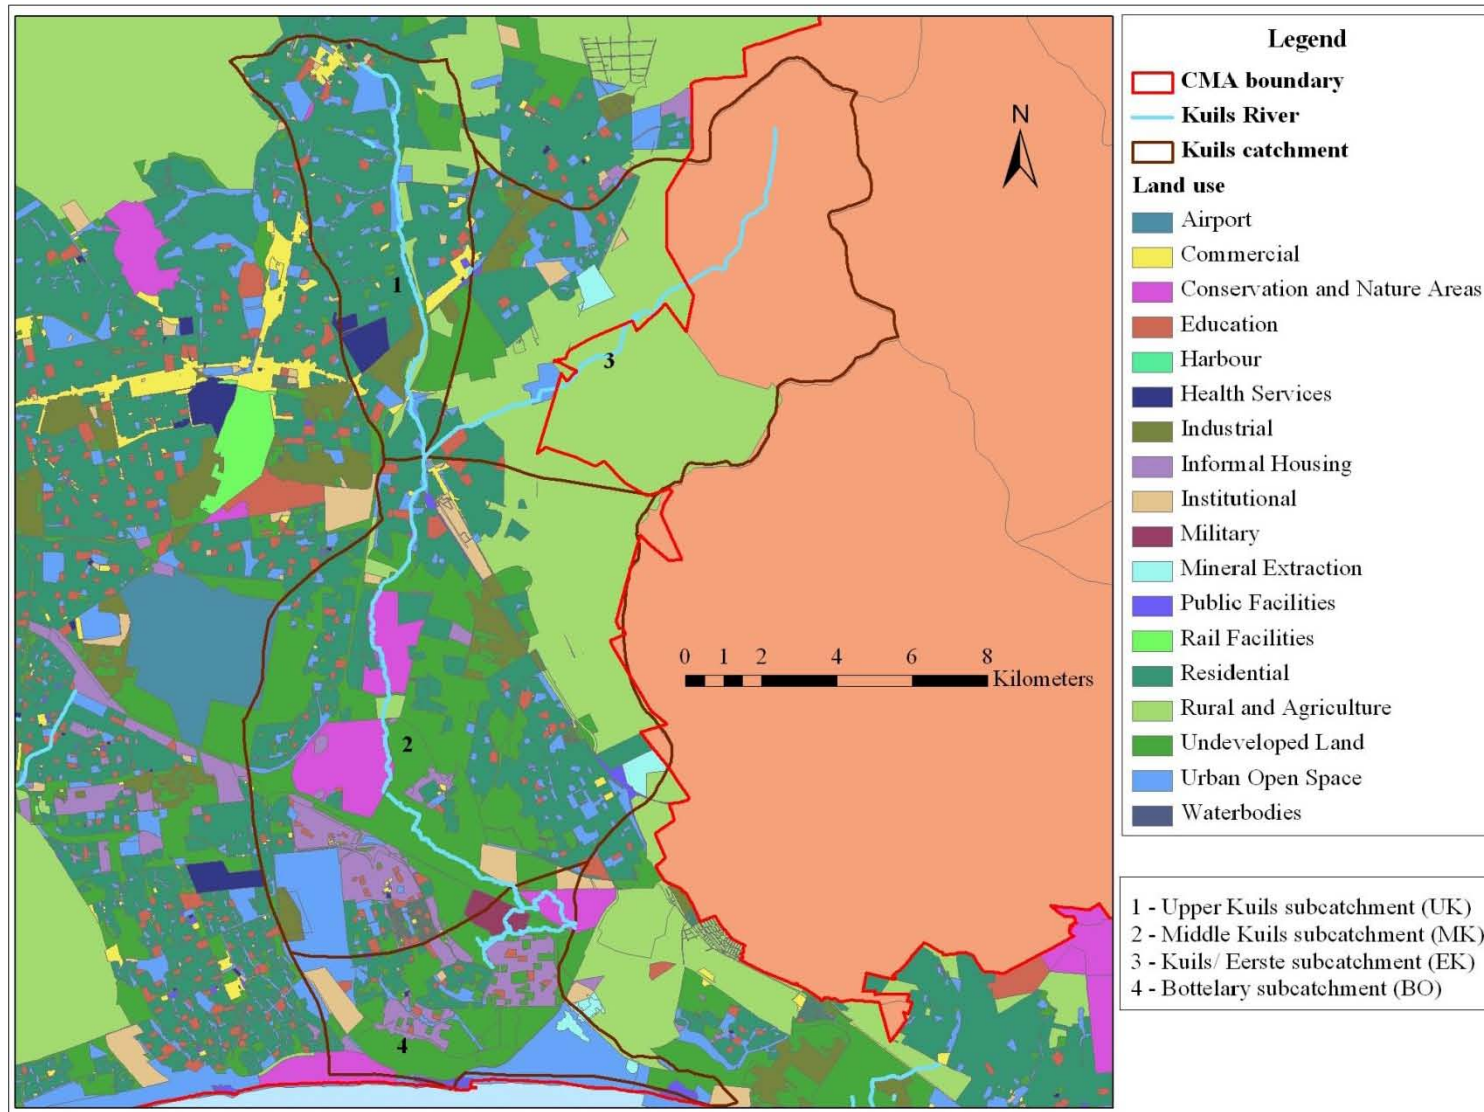 1
3
2
4
N
0 1 2 4 6 8
Kilometers
Legend
CMA boundary
Kuils River
Kuils catchment
Land use
Airport
Commercial
Conservation and Nature Areas
Education
Harbour
Health Services
Industrial
Informal Housing
Institutional
Military
Mineral Extraction
Public Facilities
Rail Facilities
Residential
Rural and Agriculture
Undeveloped Land
Urban Open Space
Waterbodies
1 - Upper Kuils subcatchment (UK)
2 - Middle Kuils subcatchment (MK)
3 - Kuils/ Eerste subcatchment (EK)
4 - Bottelary subcatchment (BO)